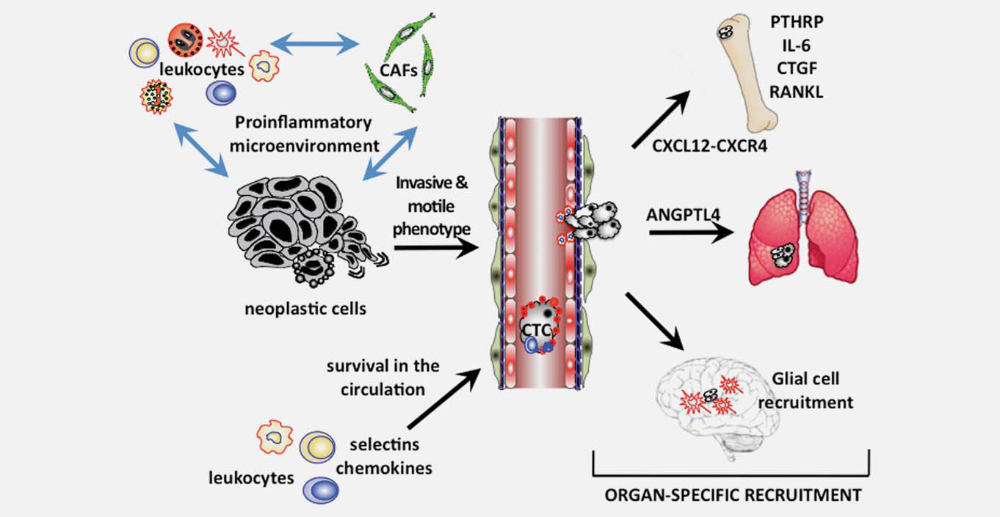 leukocytes
CAFs
Proinflammatory
microenvironment
neoplastic cells
Invasive &
motile
phenotype
survival in the
circulation
leukocytes
selectins
chemokines
CTC
PTHRP
IL-6
CTGF
RANKL
CXCL12-CXCR4
ANGPTL4
Glial cell
recruitment
ORGAN-SPECIFIC RECRUITMENT